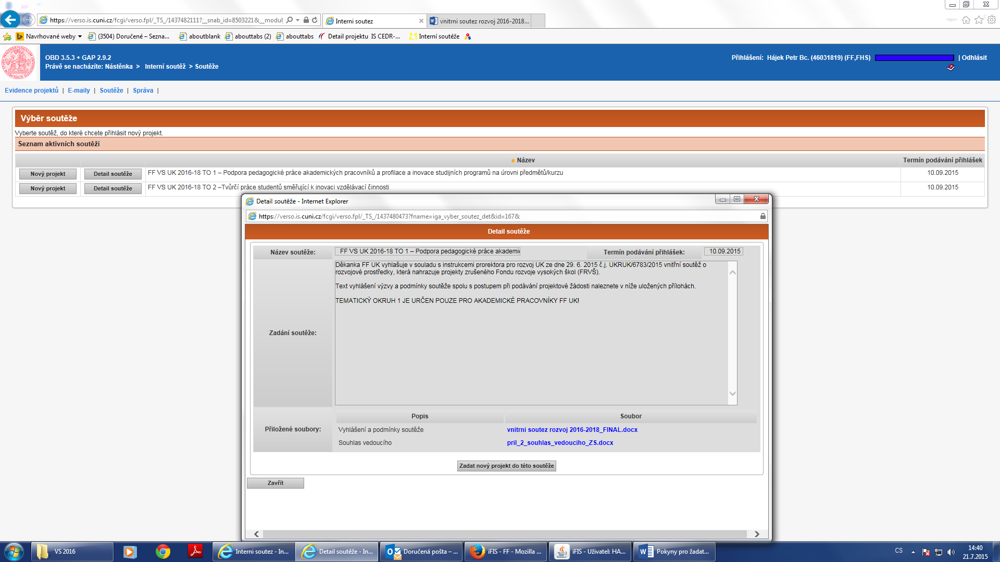 https://verso.is.cuni.cz/fcgi/verso.fpl/_TS_/1437482111?__snab_id=8503221&__modul_
Interni soutez
vnitrni soutez rozvoj 2016-2018...
Navrhované weby
(3504) Doručené – Sezna...
aboutblank
abouttabs (2)
abouttabs
Detail projektu IS CEDR-...
2.1 Interní soutěže
OBD 3.5.3 + GAP 2.9.2
Přihlášení: Hájek Petr Bc. (46031819) (FF,FHS) | Odhlásit
Právě se nacházíte: Nástěnka > Interní soutěž > Soutěže
Evidence projektů | E-maily | Soutěže | Správa |
Výběr soutěže
Vyberte soutěž, do které chcete přihlásit nový projekt.
Seznam aktivních soutěží
Název Termín podávání přihlášek
Nový projekt Detail soutěže FF VS UK 2016-18 TO 1 – Podpora pedagogické práce akademických pracovníků a profilace a inovace studijních programů na úrovni předmětů/kurzu 10.09.2015
Nový projekt Detail soutěže FF VS UK 2016-18 TO 2 –Tvůrčí práce studentů směřující k inovaci vzdělávací činnosti 10.09.2015
Detail soutěže - Internet Explorer
https://verso.is.cuni.cz/fcgi/verso.fpl/_TS_/1437480473?fname=iga_vyber_soutez_det&id=167&
Detail soutěže
Název soutěže: FF VS UK 2016-18 TO 1 – Podpora pedagogické práce akademi Termín podávání přihlášek: 10.09.2015
Zadání soutěže:
Děkanka FF UK vyhlašuje v souladu s instrukcemi prorektora pro rozvoj UK ze dne 29. 6. 2015 č.j. UKRUK/6783/2015 vnitřní soutěž o
rozvojové prostředky, která nahrazuje projekty zrušeného Fondu rozvoje vysokých škol (FRVŠ).
Text vyhlášení výzvy a podmínky soutěže spolu s postupem při podávání projektové žádosti naleznete v níže uložených přílohách.
TEMATICKÝ OKRUH 1 JE URČEN POUZE PRO AKADEMICKÉ PRACOVNÍKY FF UK!
Přiložené soubory:
Popis Soubor
Vyhlášení a podmínky soutěže vnitrni soutez rozvoj 2016-2018_FINAL.docx
Souhlas vedoucího pril_2_souhlas_vedouciho_ZS.docx
Zadat nový projekt do této soutěže
Zavřít
VS 2016
Interni soutez - In...
Detail soutěže - In...
Doručená pošta – ...
iFIS - FF - Mozilla ...
iFIS - Uživatel: HA...
Pokyny pro žadat...
CS
14:40
21.7.2015